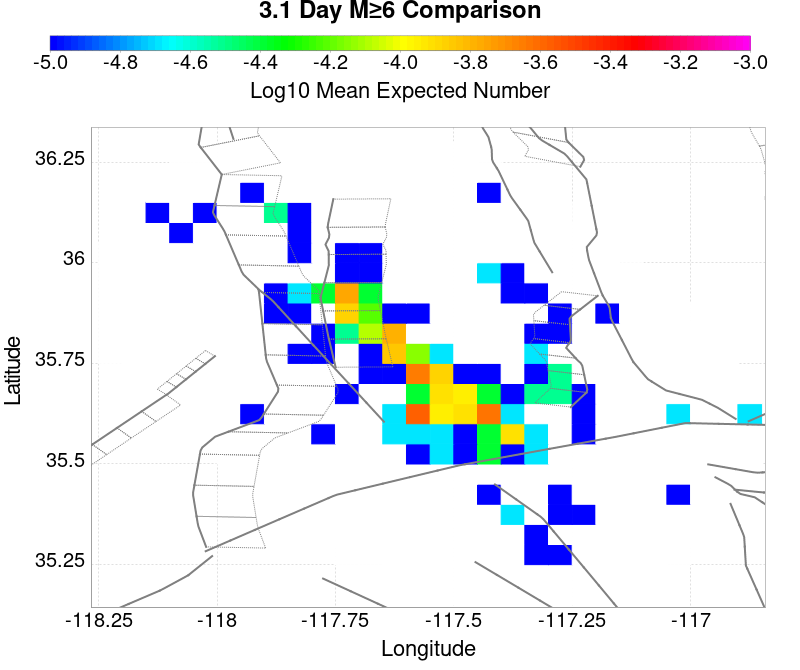 3.1 Day M≥6 Comparison
-5.0 -4.8 -4.6 -4.4 -4.2 -4.0 -3.8 -3.6 -3.4 -3.2 -3.0
Log10 Mean Expected Number
36.25
36
35.75
35.5
35.25
Latitude
-118.25 -118 -117.75 -117.5 -117.25 -117
Longitude